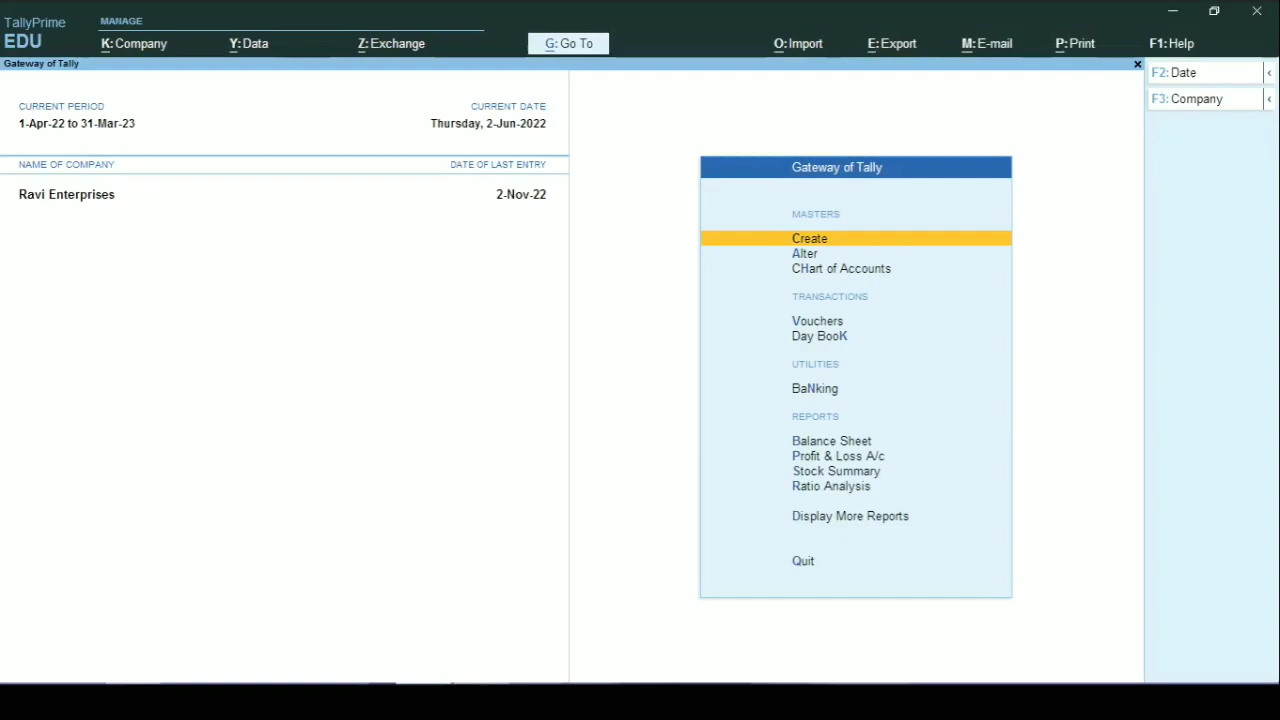 TallyPrime
EDU
MANAGE
K: Company
Y: Data
Z: Exchange
G: Go To
O: Import
E: Export
M: E-mail
P: Print
F1: Help
Gateway of Tally
F2: Date
F3: Company
CURRENT PERIOD
CURRENT DATE
1-Apr-22 to 31-Mar-23
Thursday, 2-Jun-2022
NAME OF COMPANY
DATE OF LAST ENTRY
Ravi Enterprises
2-Nov-22
Gateway of Tally
MASTERS
Create
Alter
CHart of Accounts
TRANSACTIONS
Vouchers
Day BooK
UTILITIES
BaNking
REPORTS
Balance Sheet
Profit & Loss A/c
Stock Summary
Ratio Analysis
Display More Reports
Quit